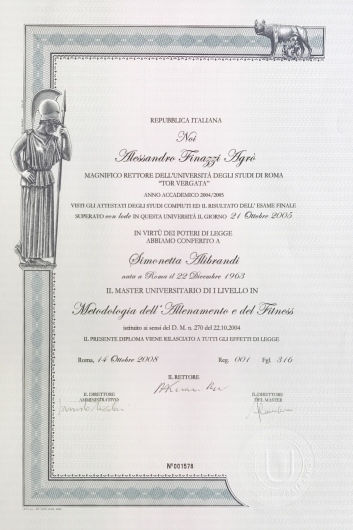 REPUBBLICA ITALIANA
Noi
Alessandro Finazzi Agrò
MAGNIFICO RETTORE DELL'UNIVERSITÀ DEGLI STUDI DI ROMA
"TOR VERGATA"
ANNO ACCADEMICO 2004/2005
VISTI GLI ATTESTATI DEGLI STUDI COMPIUTI ED IL RISULTATO DELL' ESAME FINALE
SUPERATO con lode IN QUESTA UNIVERSITÀ IL GIORNO 21 Ottobre 2005
IN VIRTÙ DEI POTERI DI LEGGE
ABBIAMO CONFERITO A
Simonetta Alibrandi
nata a Roma il 22 Dicembre 1963
IL MASTER UNIVERSITARIO DI I LIVELLO IN
Metodologia dell'Allenamento e del Fitness
istituito ai sensi del D. M. n. 270 del 22.10.2004
IL PRESENTE DIPLOMA VIENE RILASCIATO A TUTTI GLI EFFETTI DI LEGGE
Roma, 14 Ottobre 2008 Reg. 001 Fgl. 316
IL RETTORE
IL DIRETTORE
AMMINISTRATIVO
IL DIRETTORE
DEL MASTER
N° 001578